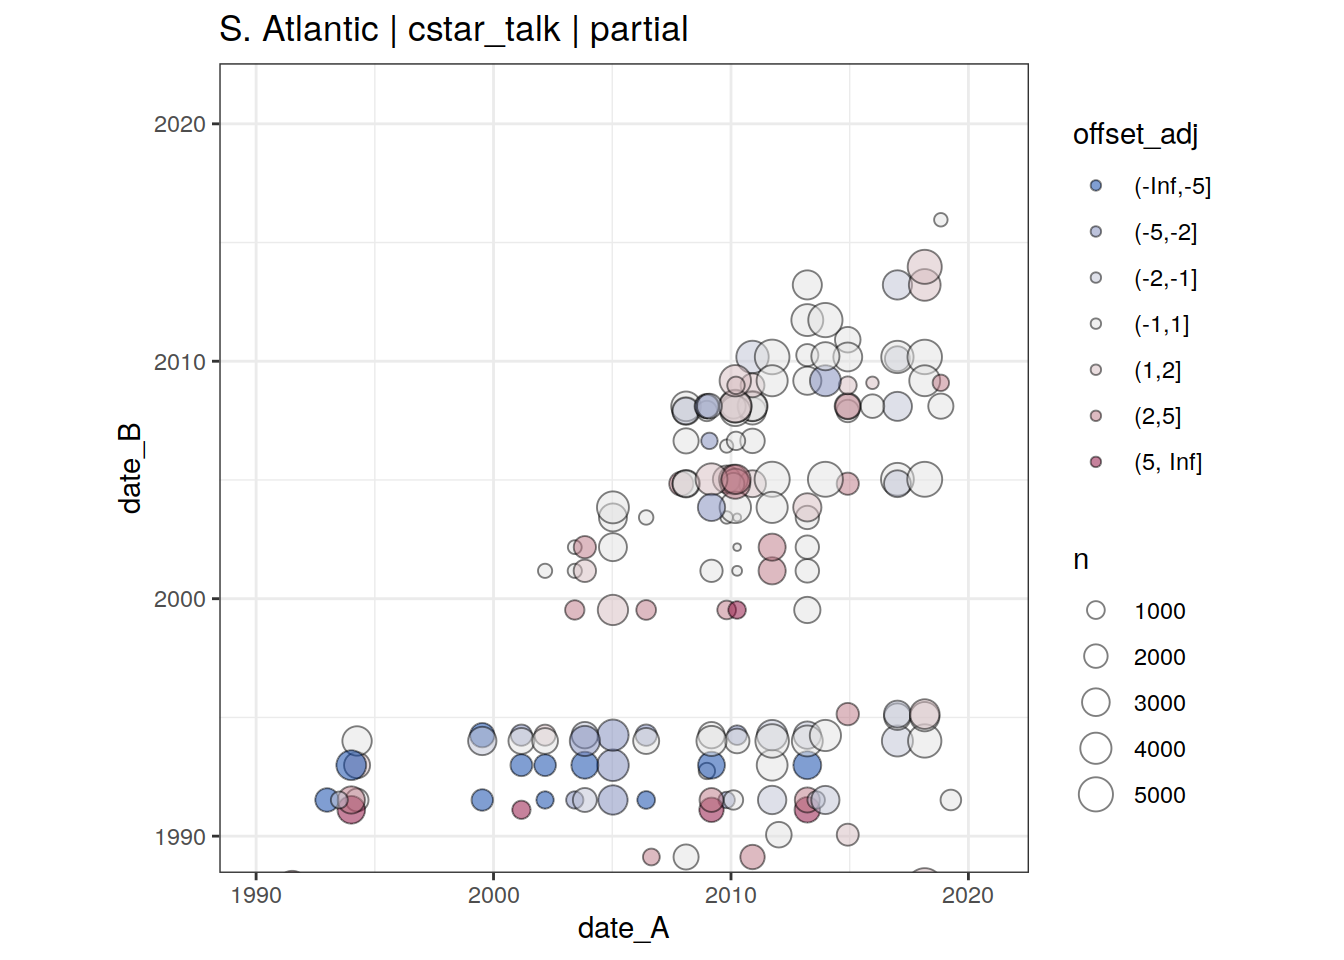 S. Atlantic | cstar_talk | partial
2020
2010
2000
1990
date_B
1990
2000
2010
2020
date_A
offset_adj
(-Inf,-5]
(-5,-2]
(-2,-1]
(-1,1]
(1,2]
(2,5]
(5, Inf]
n
1000
2000
3000
4000
5000